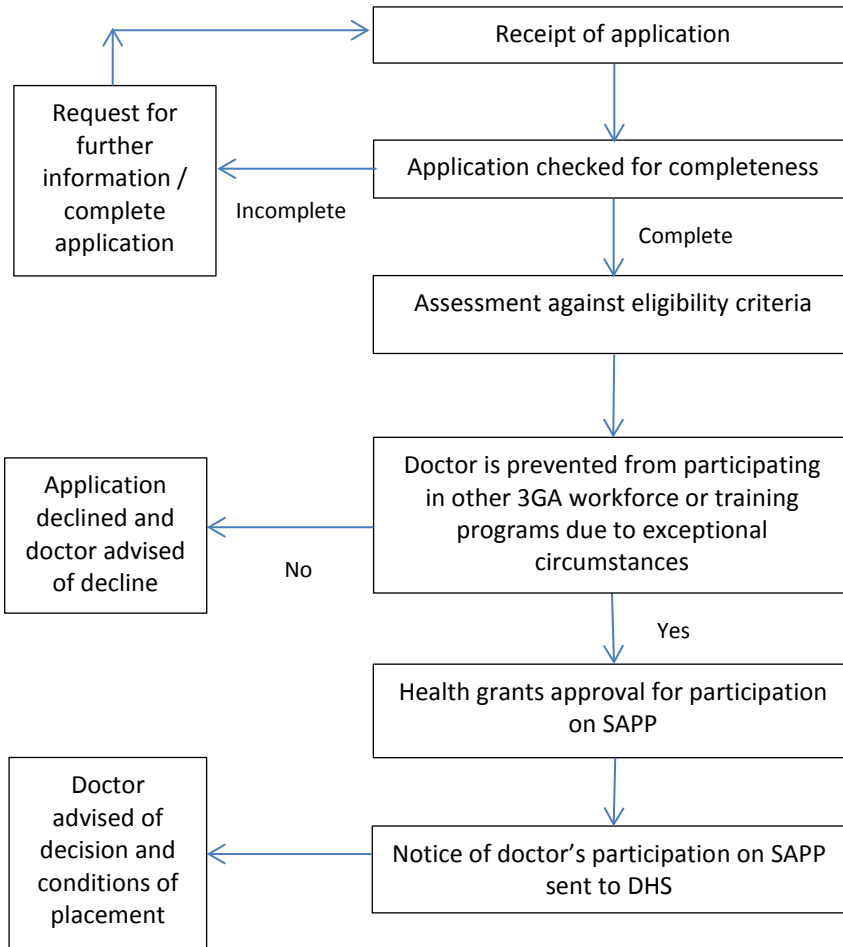 Receipt of application
Request for
further
information /
complete
application
Application checked for completeness
Incomplete
Complete
Assessment against eligibility criteria
Doctor is prevented from participating
in other 3GA workforce or training
programs due to exceptional
circumstances
Application
declined and
doctor advised
of decline
No
Yes
Health grants approval for participation
on SAPP
Doctor
advised of
decision and
conditions of
placement
Notice of doctor’s participation on SAPP
sent to DHS